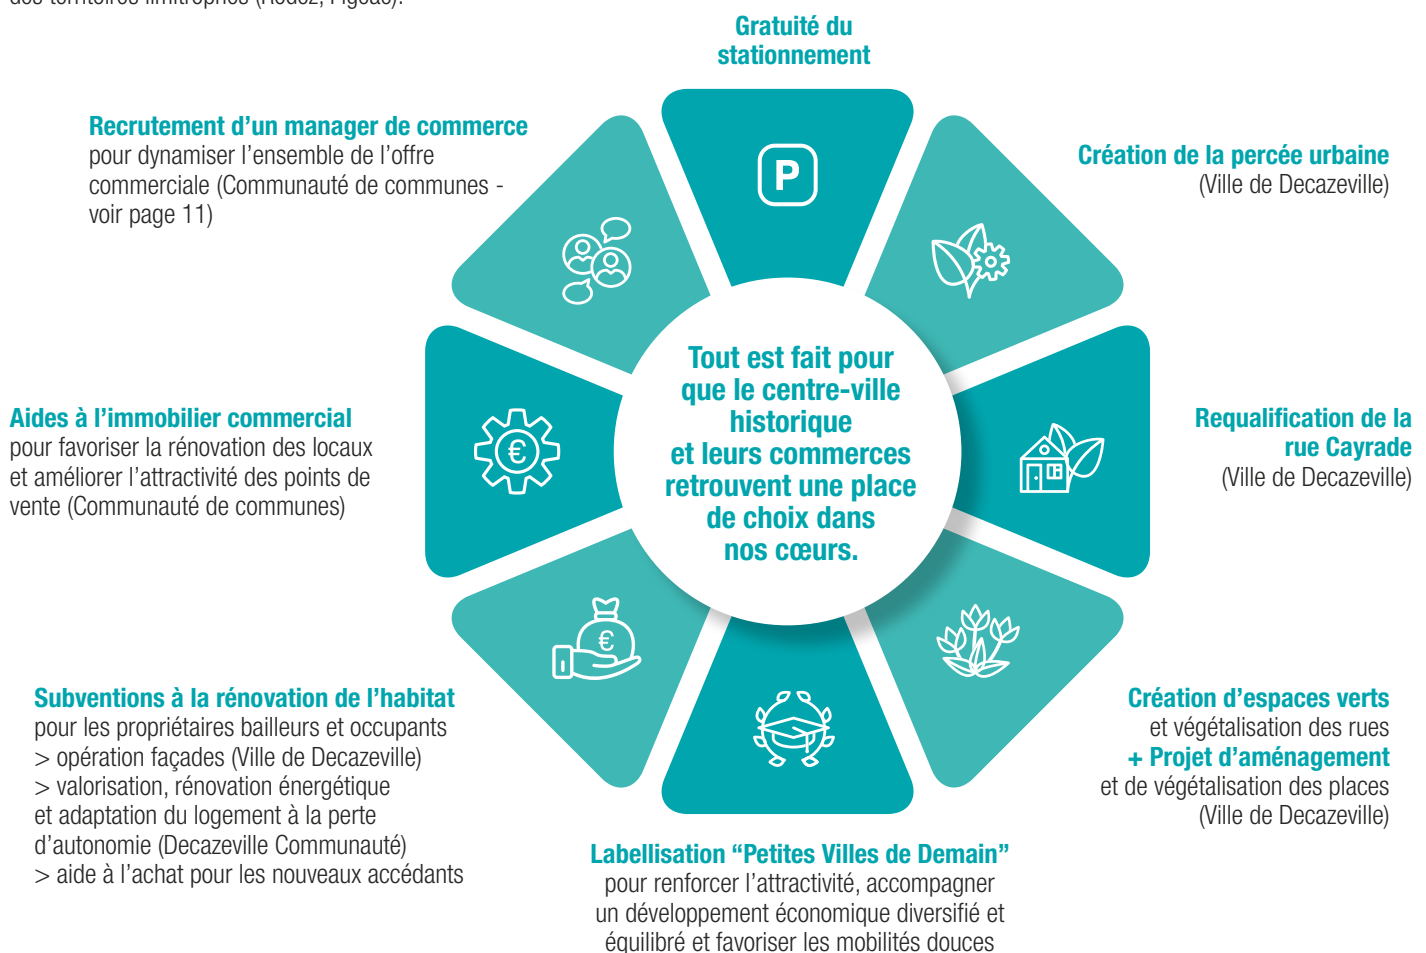 des territoires limitrophes (Rodez, Figeac).
Gratuité du
stationnement
P
Recrutement d’un manager de commerce
pour dynamiser l’ensemble de l’offre
commerciale (Communauté de communes -
voir page 11)
Création de la percée urbaine
(Ville de Decazeville)
Tout est fait pour
que le centre-ville
historique
et leurs commerces
retrouvent une place
de choix dans
nos cœurs.
Aides à l’immobilier commercial
pour favoriser la rénovation des locaux
et améliorer l’attractivité des points de
vente (Communauté de communes)
€
Requalification de la
rue Cayrade
(Ville de Decazeville)
€
Subventions à la rénovation de l’habitat
pour les propriétaires bailleurs et occupants
> opération façades (Ville de Decazeville)
> valorisation, rénovation énergétique
et adaptation du logement à la perte
d’autonomie (Decazeville Communauté)
> aide à l’achat pour les nouveaux accédants
Création d’espaces verts
et végétalisation des rues
+ Projet d’aménagement
et de végétalisation des places
(Ville de Decazeville)
Labellisation “Petites Villes de Demain”
pour renforcer l’attractivité, accompagner
un développement économique diversifié et
équilibré et favoriser les mobilités douces